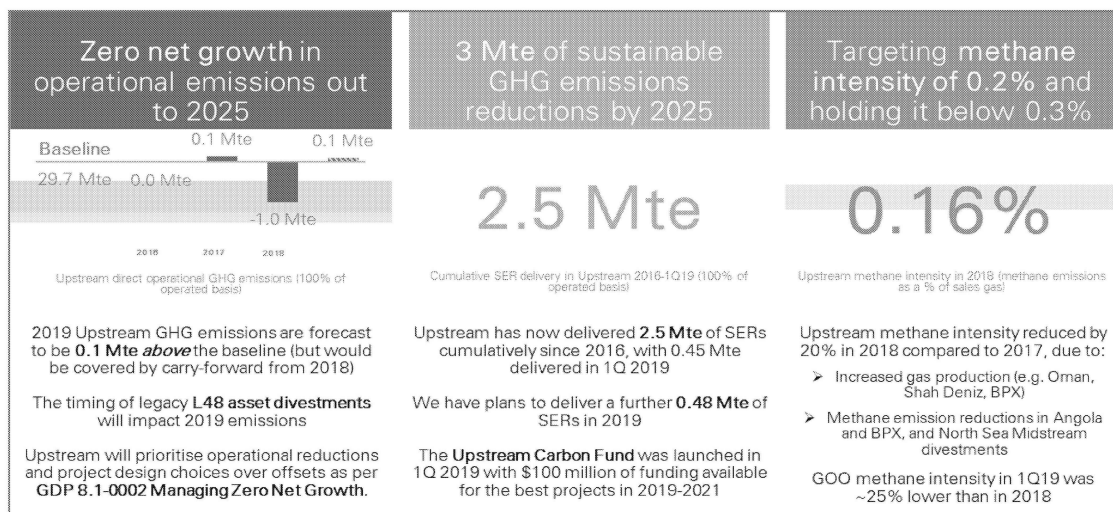 Zero net growth in
operational emissions out
to 2025
Baseline
0.1 Mte
0.1 Mte
29.7 Mte
0.0 Mte
-1.0 Mte
2016
2017
2018
Upstream direct operational GHG emissions (100% of
operated basis)
2019 Upstream GHG emissions are forecast
to be 0.1 Mte above the baseline (but would
be covered by carry-forward from 2018)
The timing of legacy L48 asset divestments
will impact 2019 emissions
Upstream will prioritise operational reductions
and project design choices over offsets as per
GDP 8.1-0002 Managing Zero Net Growth.
3 Mte of sustainable
GHG emissions
reductions by 2025
2.5 Mte
Cumulative SER delivery in Upstream 2016-1Q19 (100% of
operated basis)
Upstream has now delivered 2.5 Mte of SERs
cumulatively since 2016, with 0.45 Mte
delivered in 1Q 2019
We have plans to deliver a further 0.48 Mte of
SERs in 2019
The Upstream Carbon Fund was launched in
1Q 2019 with $100 million of funding available
for the best projects in 2019-2021
Targeting methane
intensity of 0.2% and
holding it below 0.3%
0.16%
Upstream methane intensity in 2018 (methane emissions
as a % of sales gas)
Upstream methane intensity reduced by
20% in 2018 compared to 2017, due to:
➢ Increased gas production (e.g. Oman,
Shah Deniz, BPX)
➢ Methane emission reductions in Angola
and BPX, and North Sea Midstream
divestments
GOO methane intensity in 1Q19 was
~25% lower than in 2018